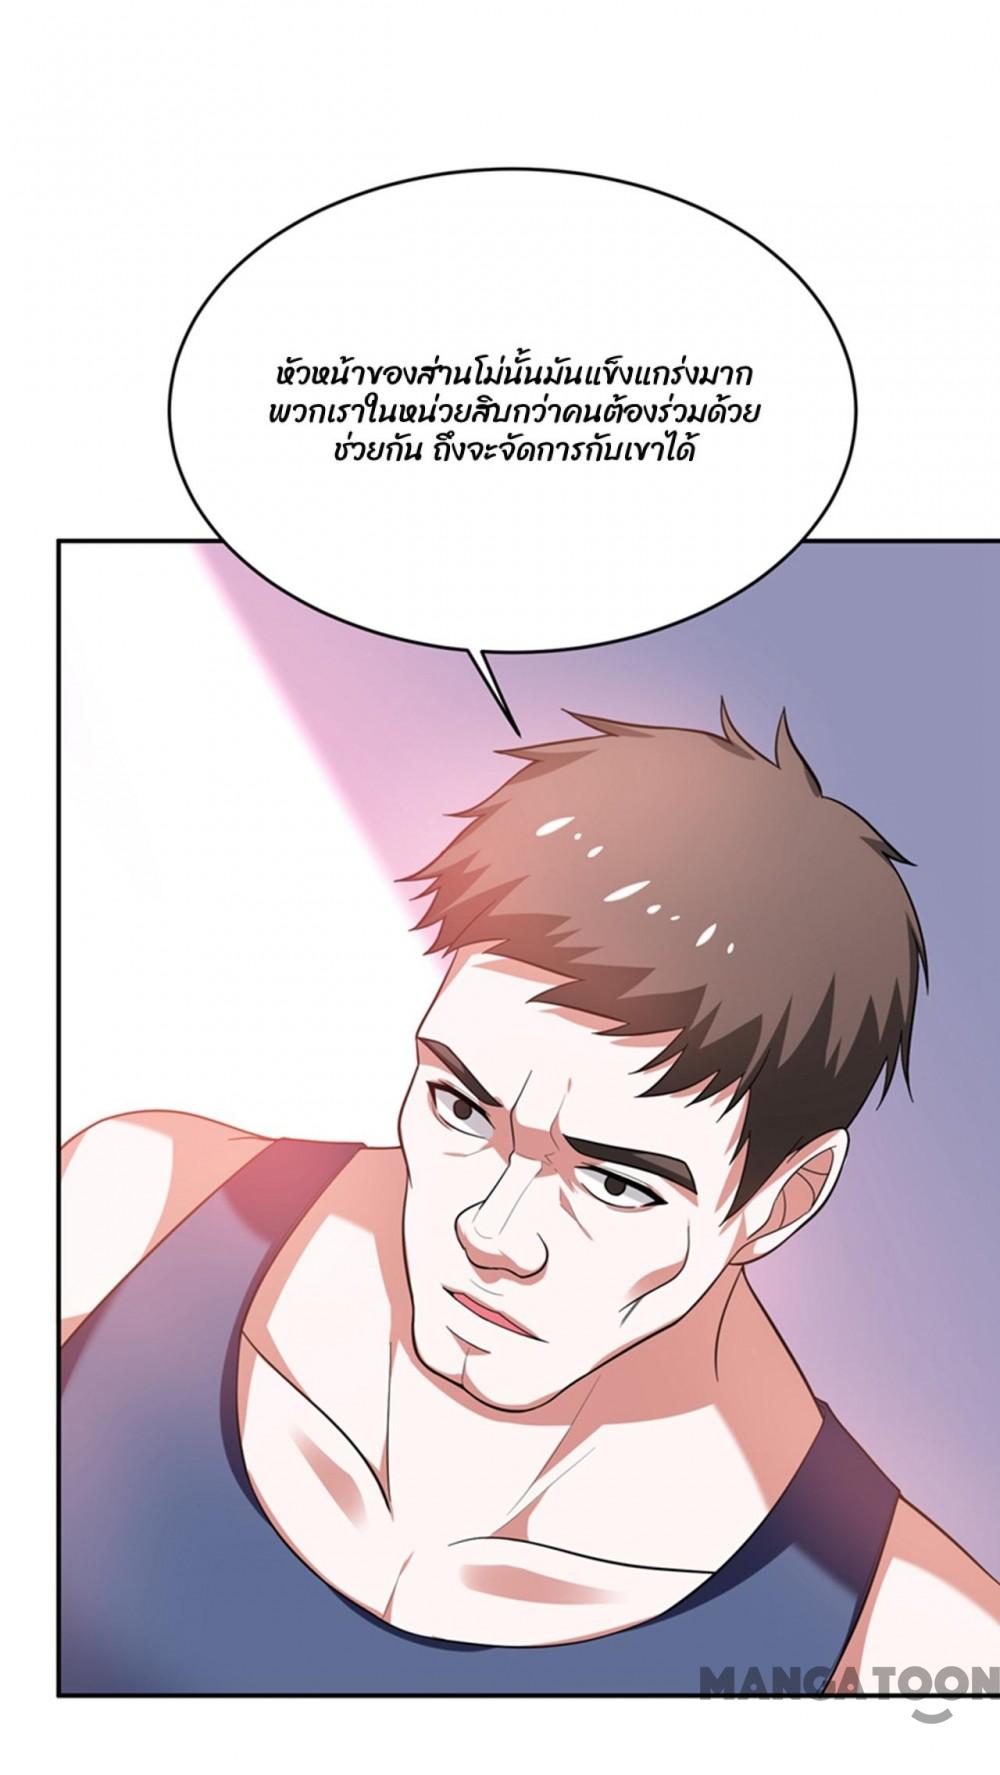 หัวหน้าของส่านโม่นั้นมันแข็งแกร่งมาก
พวกเราในหน่วยสิบกว่าคนต้องร่วมด้วย
ช่วยกัน ถึงจะจัดการกับเขาได้
MANGATOON